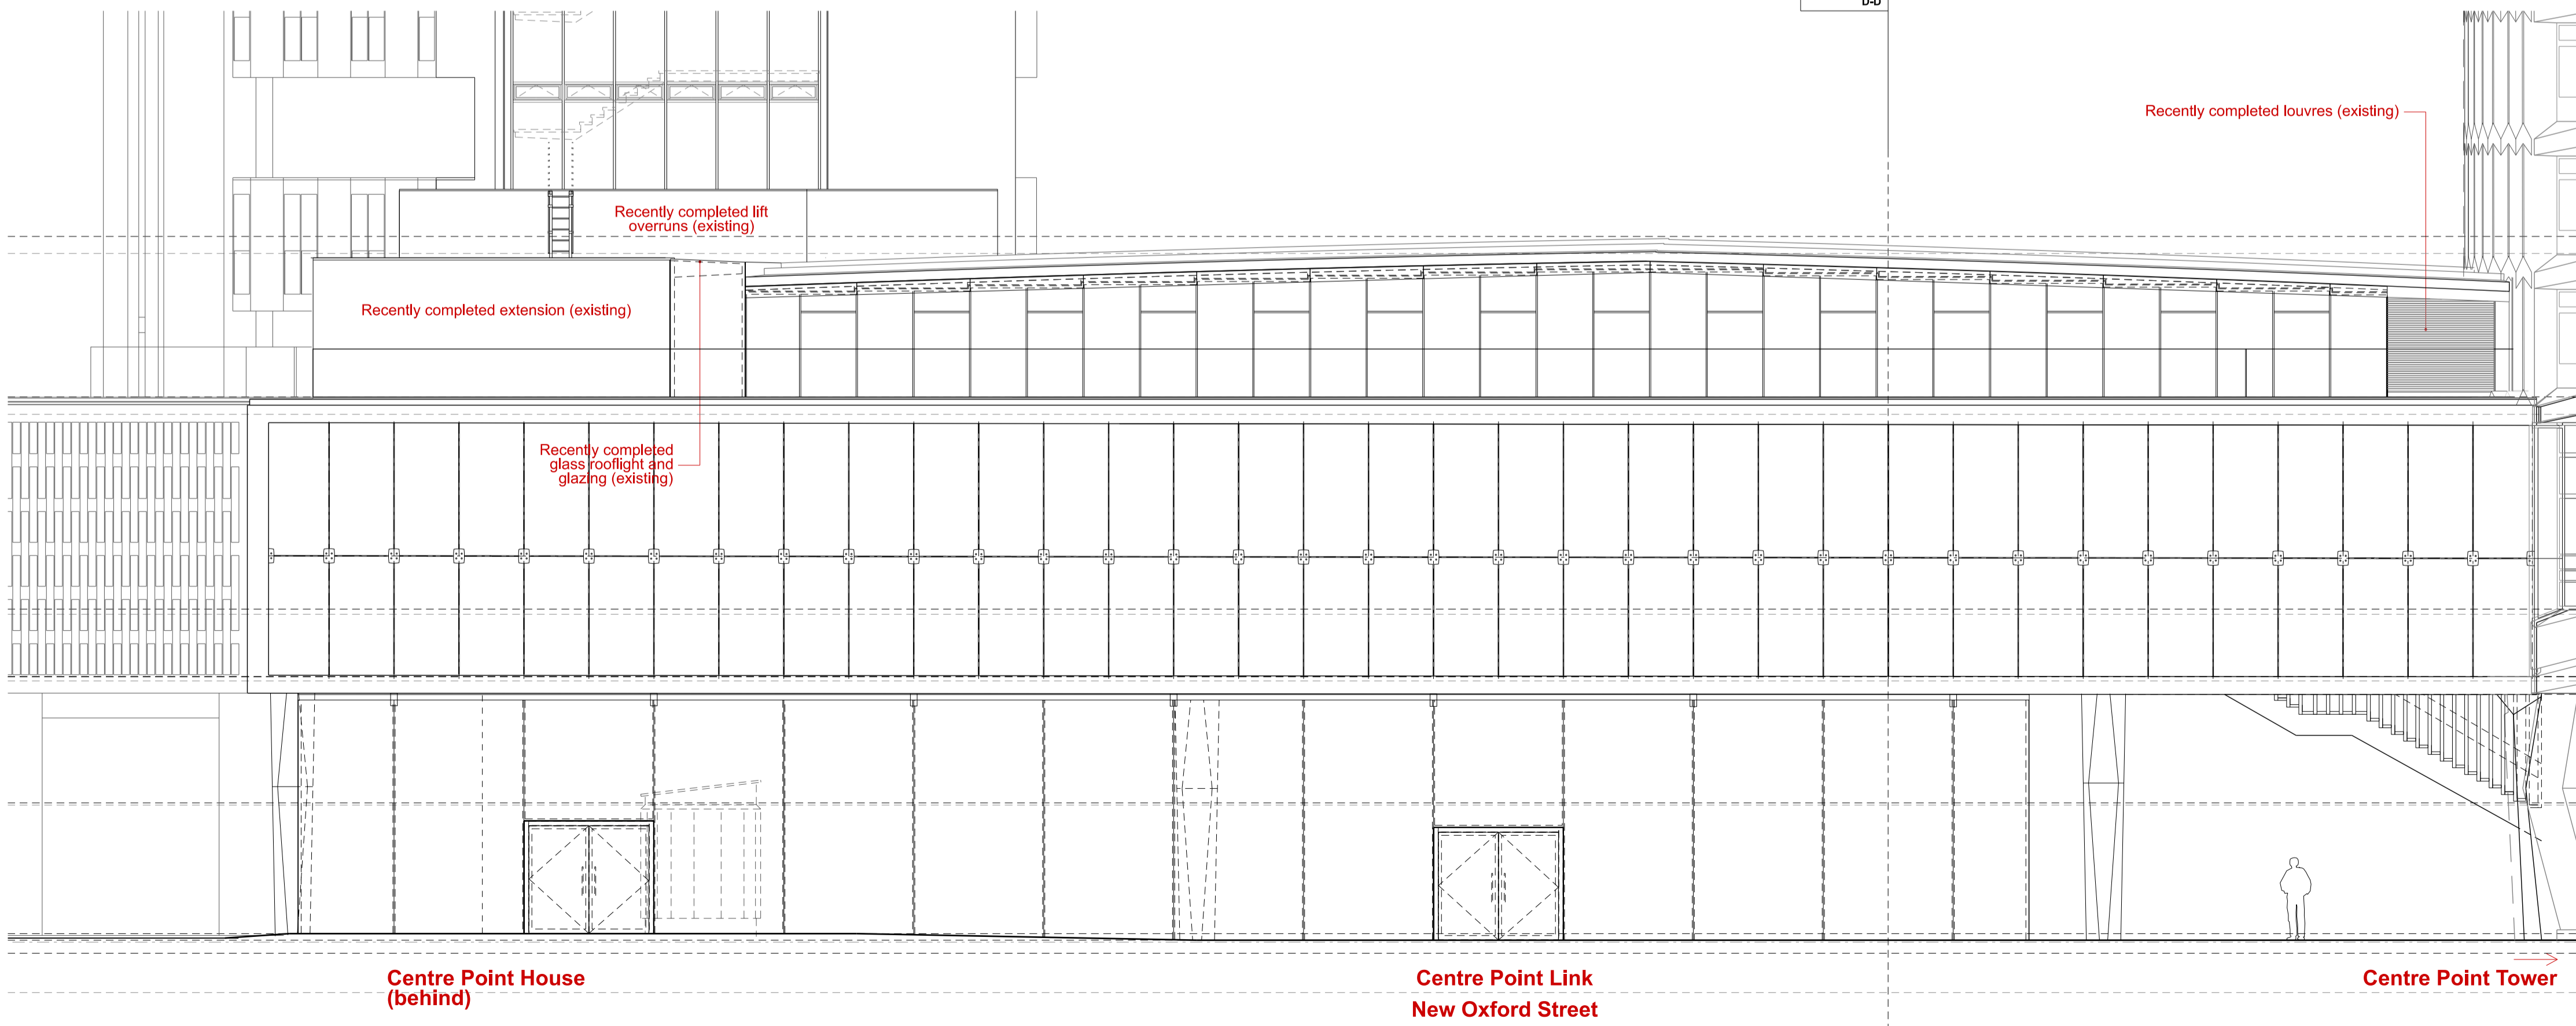 D-D
Recently completed louvres (existing)
Recently completed lift
overruns (existing)
Recently completed extension (existing)
Recently completed
glass rooflight and
glazing (existing)
Centre Point House
(behind)
Centre Point Link
New Oxford Street
Centre Point Tower